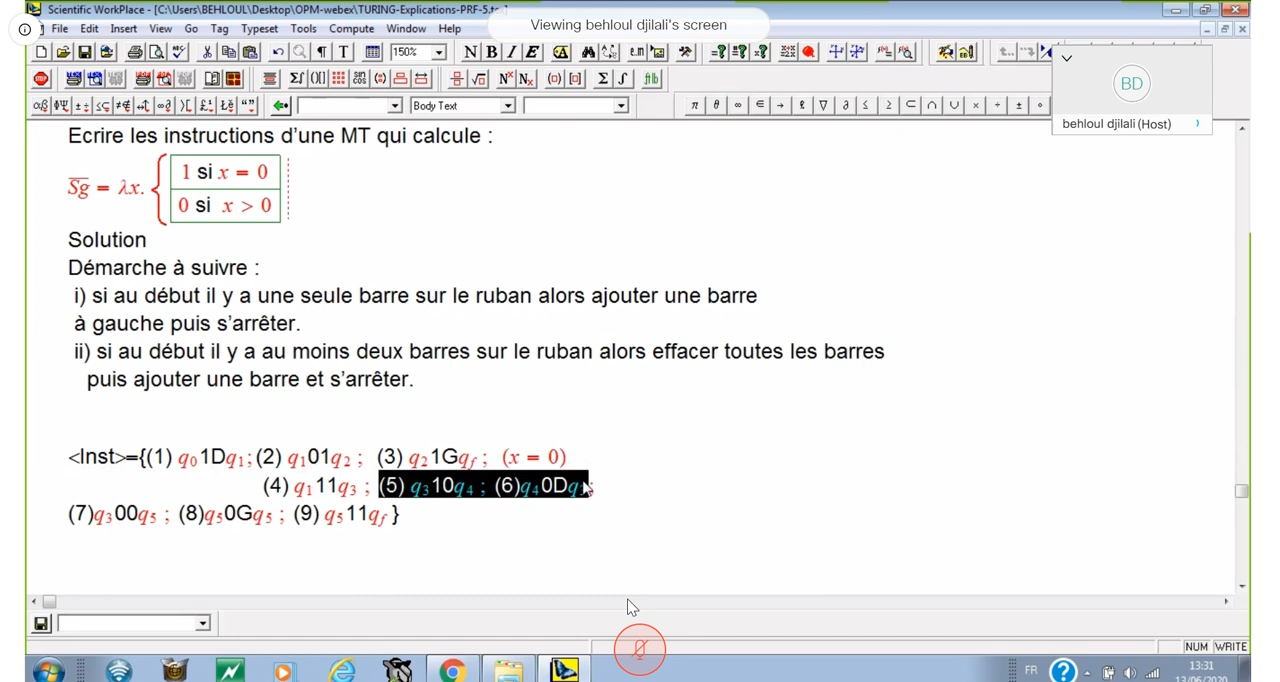 Scientific WorkPlace - [C:\Users\BEHLOUL\Desktop\OPM-webex\TURING-Explications-PRF-5.te
Viewing behloul djilali's screen
File Edit Insert View Go Tag Typeset Tools Compute Window Help
150%
Body Text
BD
behloul djilali (Host)
Ecrire les instructions d'une MT qui calcule :
S̅g̅ = λx. { 1 si x = 0
0 si x > 0
Solution
Démarche à suivre :
i) si au début il y a une seule barre sur le ruban alors ajouter une barre
à gauche puis s'arrêter.
ii) si au début il y a au moins deux barres sur le ruban alors effacer toutes les barres
puis ajouter une barre et s'arrêter.
<Inst>={(1) q₀1Dq₁; (2) q₁01q₂ ; (3) q₂1Gq_f ; (x = 0)
(4) q₁11q₃ ; (5) q₃10q₄ ; (6)q₄0Dq ;
(7)q₃00q₅ ; (8)q₅0Gq₅ ; (9) q₅11q_f }
NUM WRITE
FR
13:31
13/06/2020